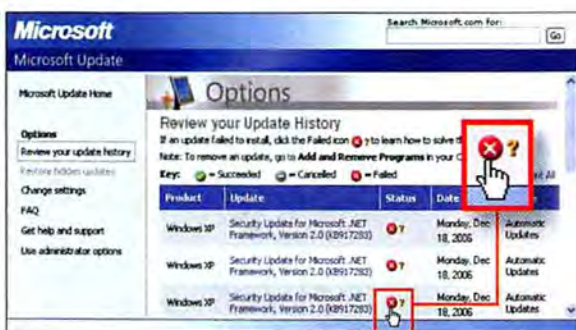 Microsoft
Search Microsoft.com for:
Go
Microsoft Update
Microsoft Update Home
Options
Review your update history
Restore hidden updates
Change settings
FAQ
Get help and support
Use administrator options
Options
Review your Update History
If an update failed to install, click the Failed icon ? to learn how to solve
Note: To remove an update, go to Add and Remove Programs in your C
Key: = Succeeded = Cancelled = Failed All
Product Update Status Date
Windows XP Security Update for Microsoft .NET Framework, Version 2.0 (KB917283) ? Monday, Dec 18, 2006 Automatic Updates
Windows XP Security Update for Microsoft .NET Framework, Version 2.0 (KB917283) ? Monday, Dec 18, 2006 Automatic Updates
Windows XP Security Update for Microsoft .NET Framework, Version 2.0 (KB917283) ? Monday, Dec 18, 2006 Automatic Updates
?